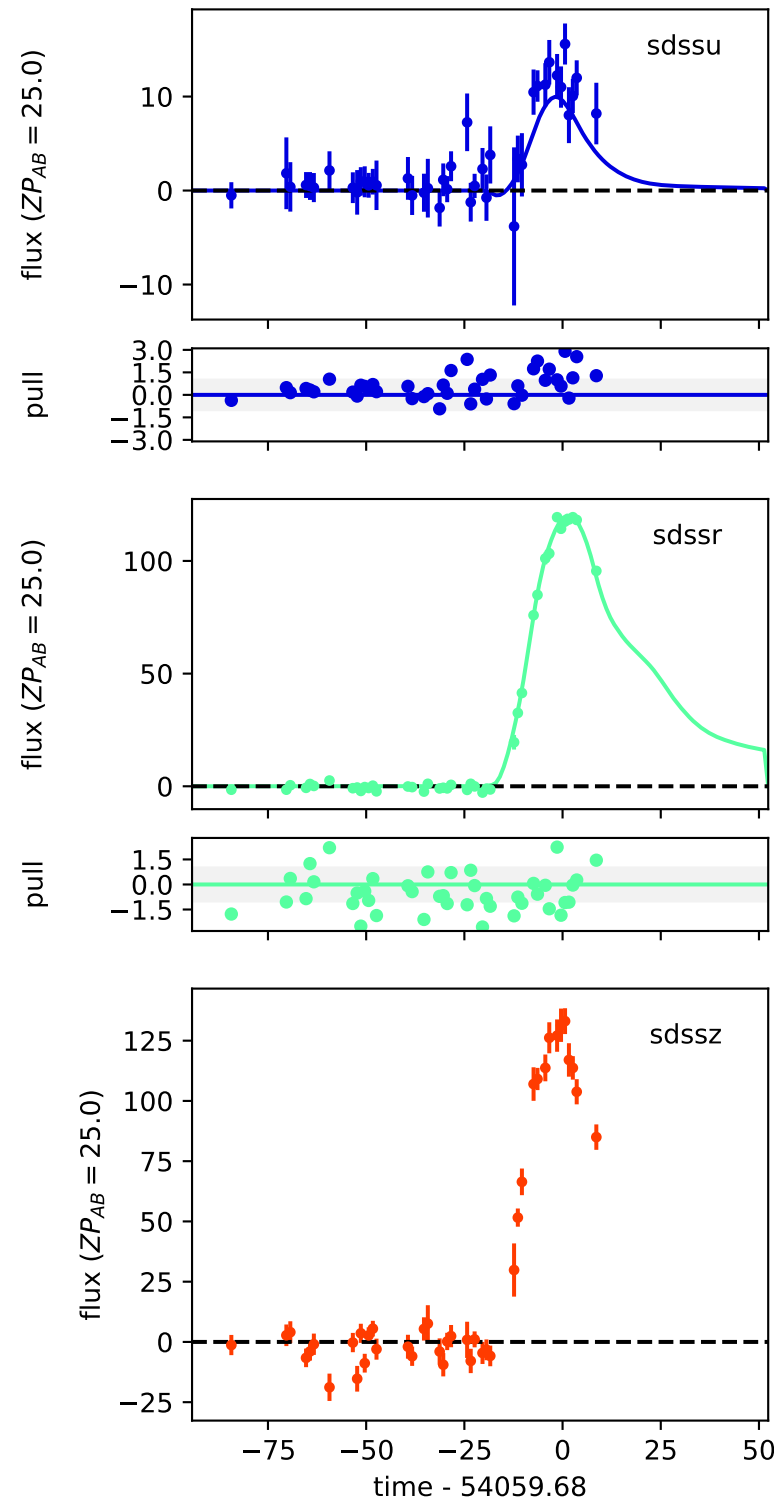 sdssu
flux (ZP_AB = 25.0)
10
0
−10
pull
3.0
1.5
0.0
−1.5
−3.0
sdssr
flux (ZP_AB = 25.0)
100
50
0
pull
1.5
0.0
−1.5
sdssz
flux (ZP_AB = 25.0)
125
100
75
50
25
0
−25
−75 −50 −25 0 25 50
time - 54059.68